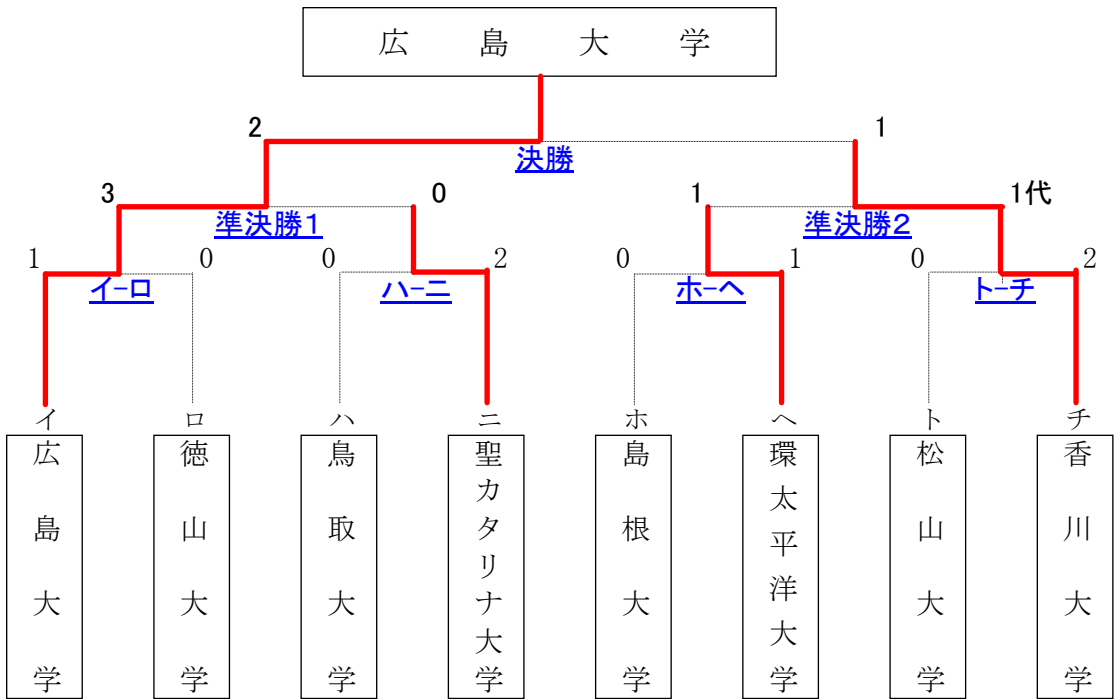 広島大学
2 1
決勝
3 0 1 1代
準決勝1 準決勝2
1 0 0 2 0 1 0 2
イ-ロ ハ-ニ ホ-ヘ ト-チ
イ ロ ハ ニ ホ ヘ ト チ
広島大学
徳山大学
鳥取大学
聖カタリナ大学
島根大学
環太平洋大学
松山大学
香川大学